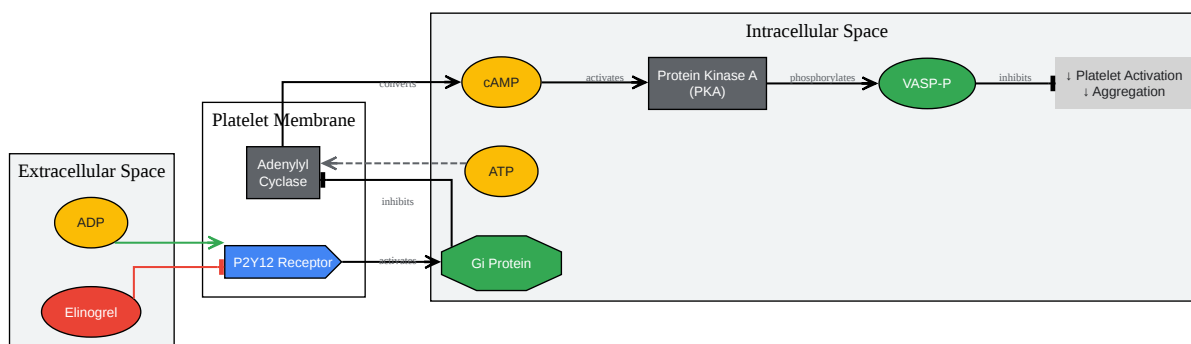 Extracellular Space
ADP
Elinogrel
Platelet Membrane
Adenylyl
Cyclase
P2Y12 Receptor
Intracellular Space
converts
cAMP
activates
Protein Kinase A
(PKA)
phosphorylates
VASP-P
inhibits
↓ Platelet Activation
↓ Aggregation
ATP
inhibits
activates
Gi Protein